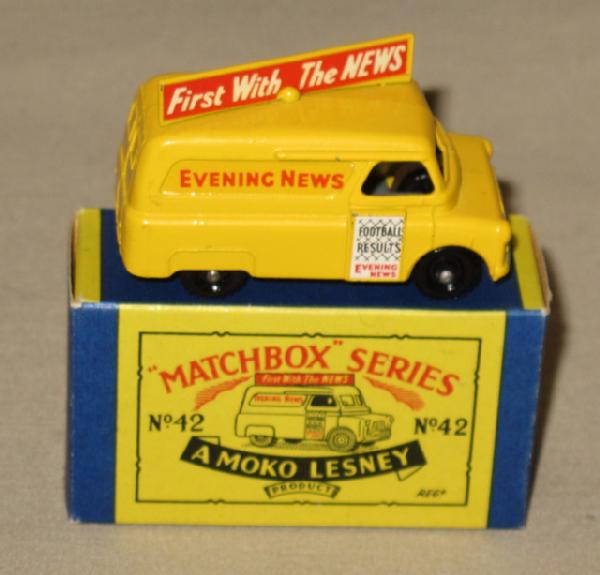 First With The NEWS
EVENING NEWS
FOOTBALL
RESULTS
EVENING
NEWS
"MATCHBOX" SERIES
First With The NEWS
EVENING NEWS
Nº42
Nº42
A MOKO LESNEY
PRODUCT
REGD